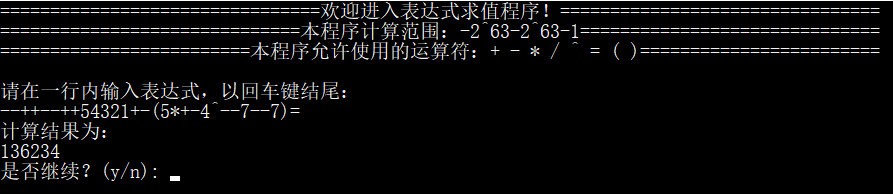 ================================欢迎进入表达式求值程序!================================
==============================本程序计算范围:-2^63-2^63-1==============================
=========================本程序允许使用的运算符:+ - * / ^ = ( )========================
请在一行内输入表达式，以回车键结尾：
--++--++54321+-(5*+-4^--7--7)=
计算结果为：
136234
是否继续？(y/n):